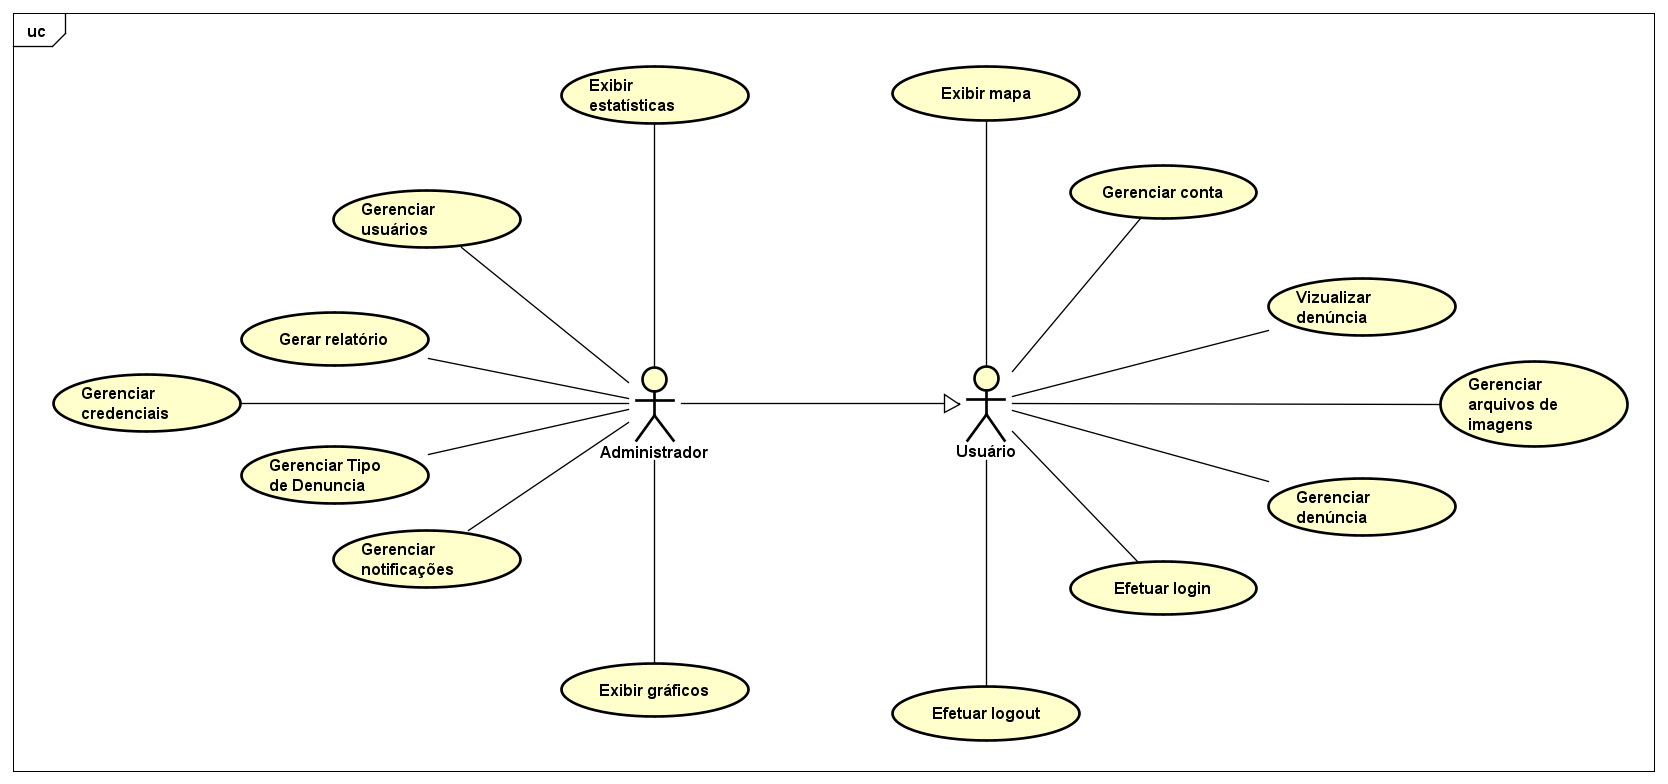 uc
Exibir
estatísticas
Exibir mapa
Gerenciar conta
Gerenciar
usuários
Vizualizar
denúncia
Gerar relatório
Gerenciar
credenciais
Gerenciar
arquivos de
imagens
Administrador
Usuário
Gerenciar Tipo
de Denuncia
Gerenciar
denúncia
Gerenciar
notificações
Efetuar login
Exibir gráficos
Efetuar logout